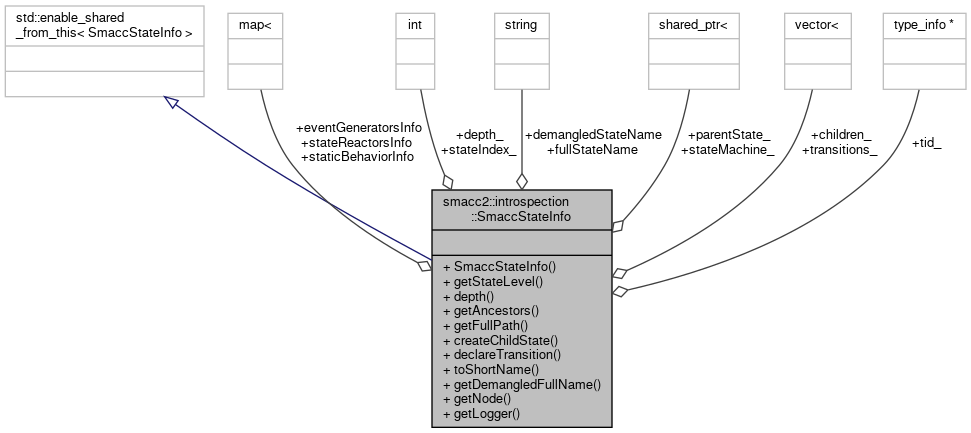 std::enable_shared
_from_this< SmaccStateInfo >
map<
int
string
shared_ptr<
vector<
type_info *
+eventGeneratorsInfo
+stateReactorsInfo
+staticBehaviorInfo
+depth_
+stateIndex_
+demangledStateName
+fullStateName
+parentState_
+stateMachine_
+children_
+transitions_
+tid_
smacc2::introspection
::SmaccStateInfo
+ SmaccStateInfo()
+ getStateLevel()
+ depth()
+ getAncestors()
+ getFullPath()
+ createChildState()
+ declareTransition()
+ toShortName()
+ getDemangledFullName()
+ getNode()
+ getLogger()